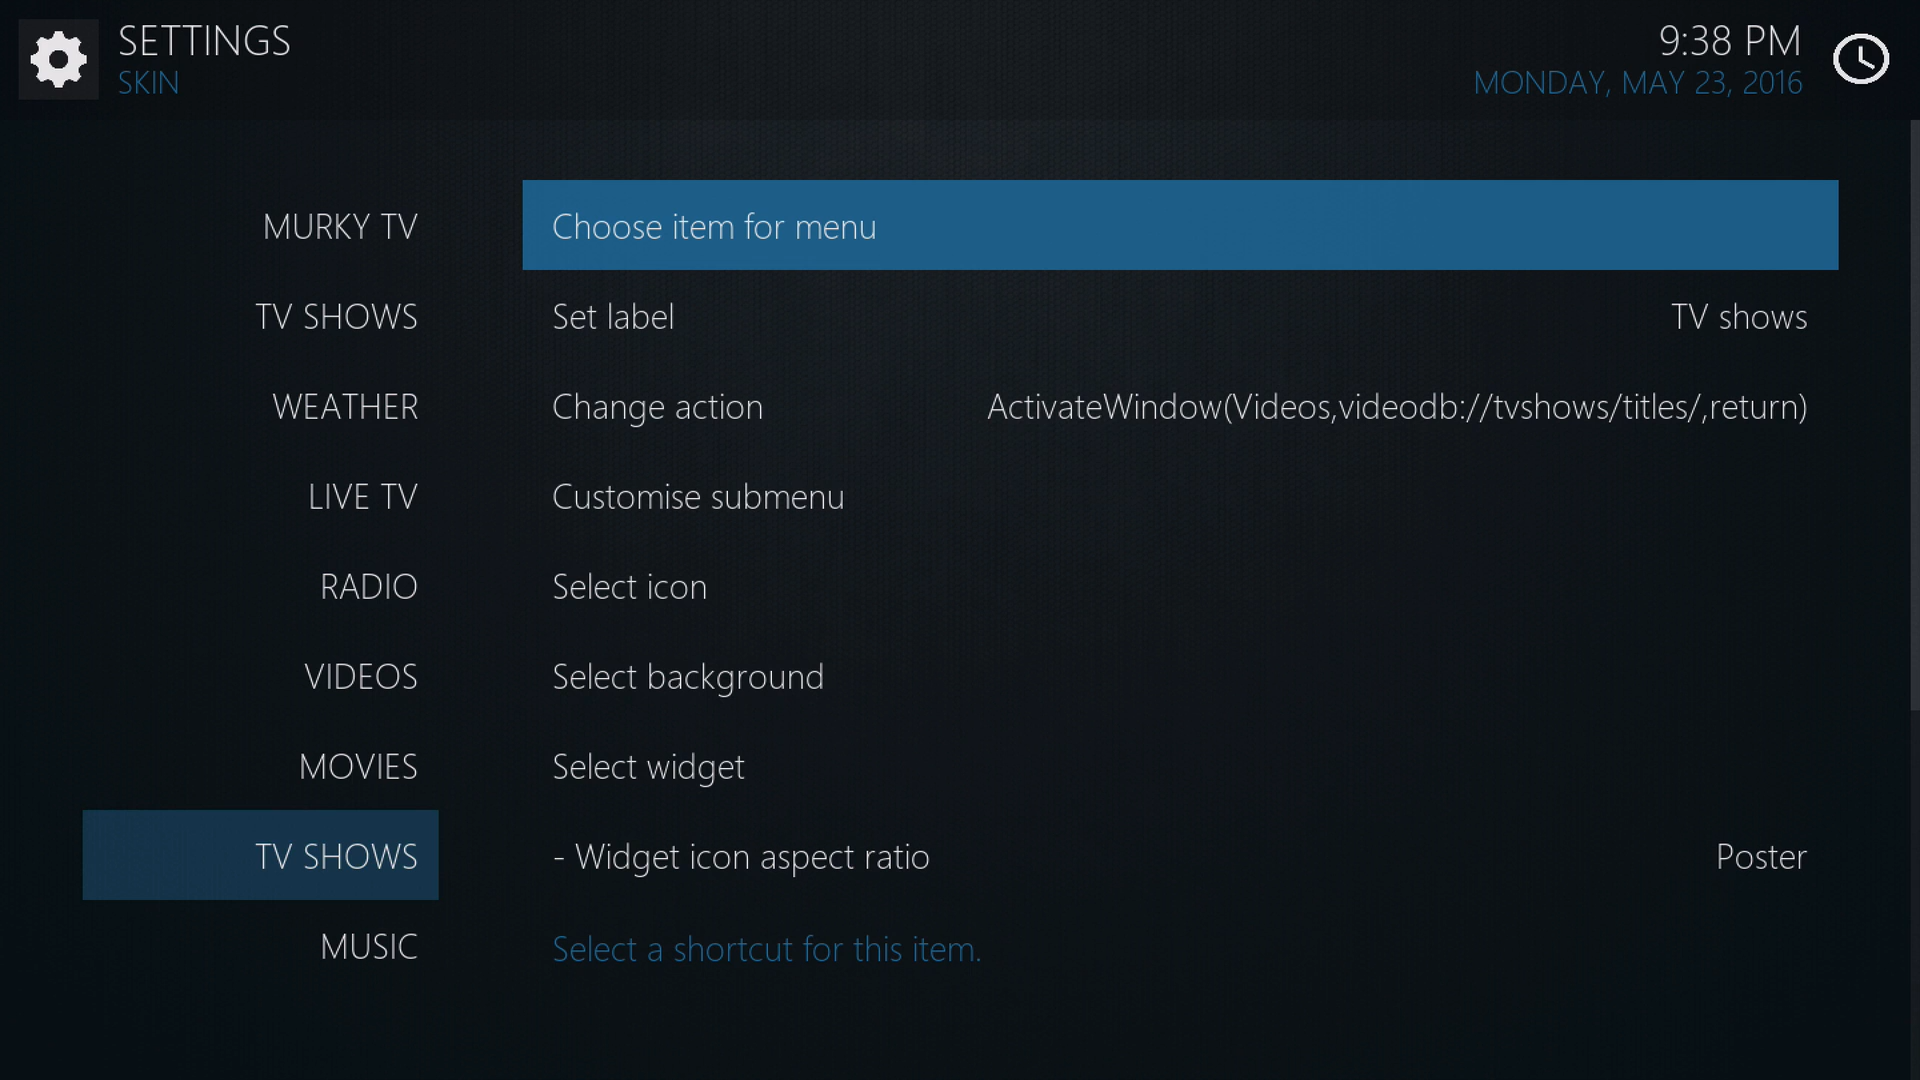 SETTINGS
SKIN
9:38 PM
MONDAY, MAY 23, 2016
MURKY TV
TV SHOWS
WEATHER
LIVE TV
RADIO
VIDEOS
MOVIES
TV SHOWS
MUSIC
Choose item for menu
Set label TV shows
Change action ActivateWindow(Videos,videodb://tvshows/titles/,return)
Customise submenu
Select icon
Select background
Select widget
- Widget icon aspect ratio Poster
Select a shortcut for this item.